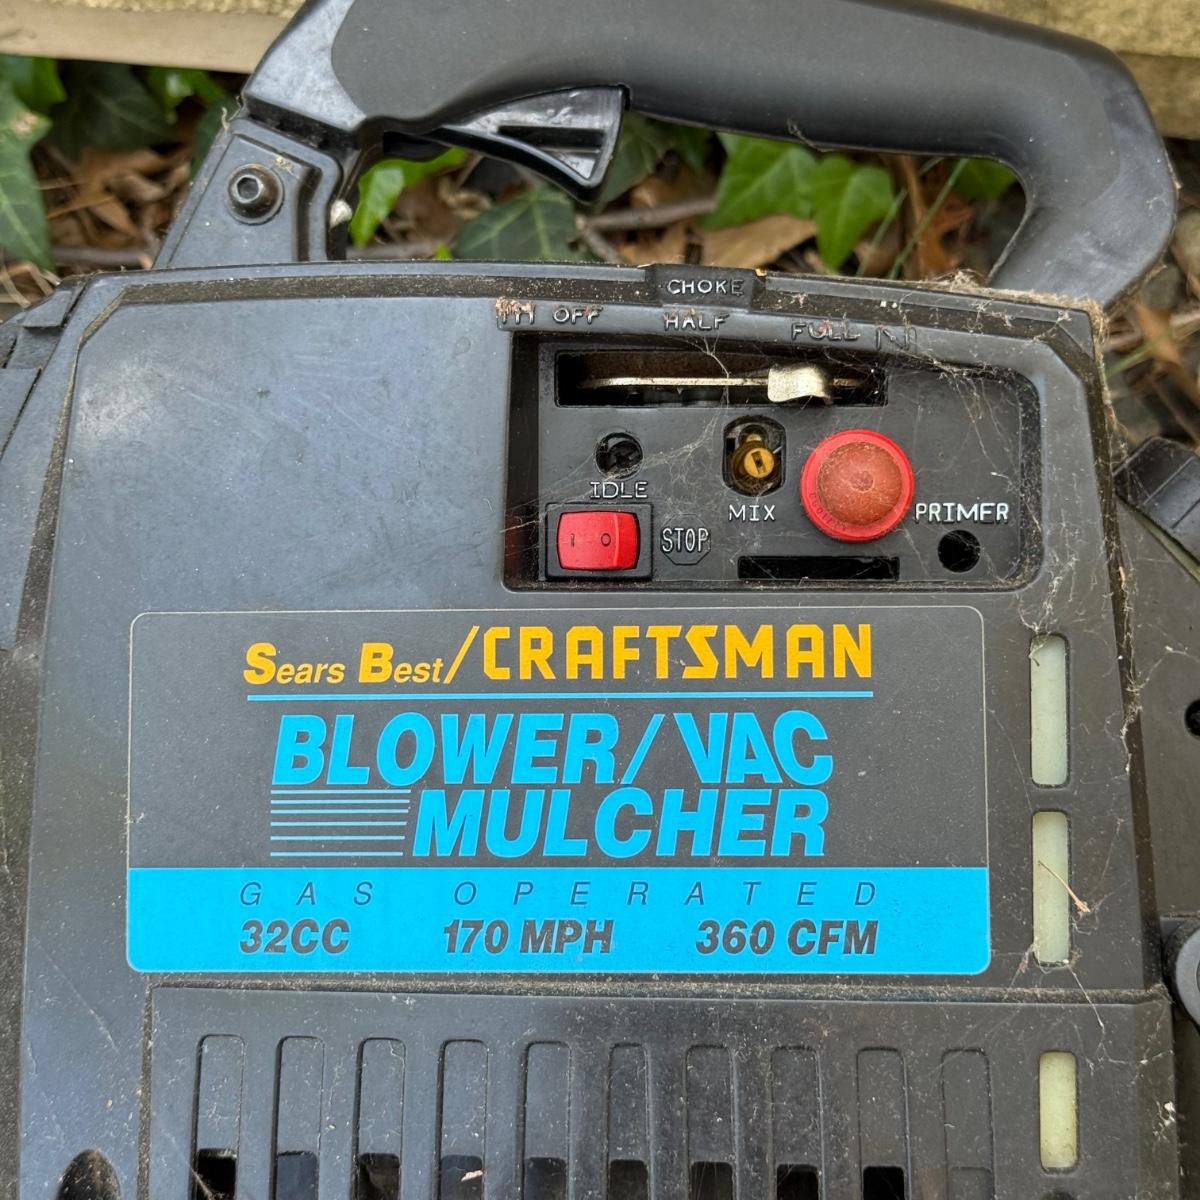 CHOKE
OFF HALF FULL
IDLE
MIX
PRIMER
I O
STOP
Sears Best/CRAFTSMAN
BLOWER/VAC
MULCHER
GAS OPERATED
32CC 170 MPH 360 CFM